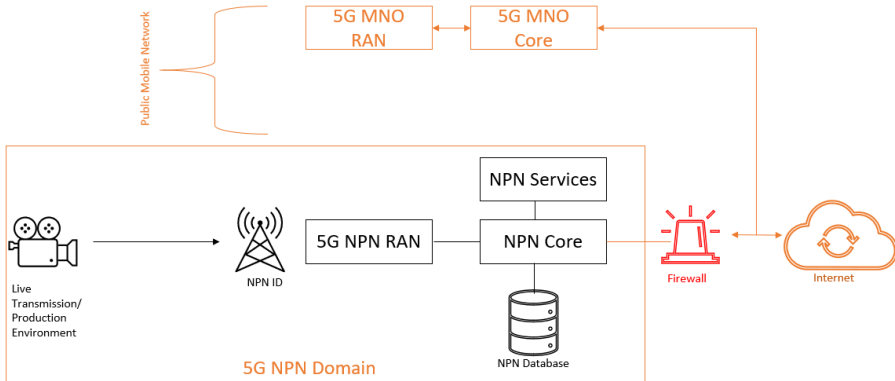 Public Mobile Network
5G MNO
RAN
5G MNO
Core
NPN Services
5G NPN RAN
NPN Core
NPN ID
Firewall
Internet
Live
Transmission/
Production
Environment
NPN Database
5G NPN Domain